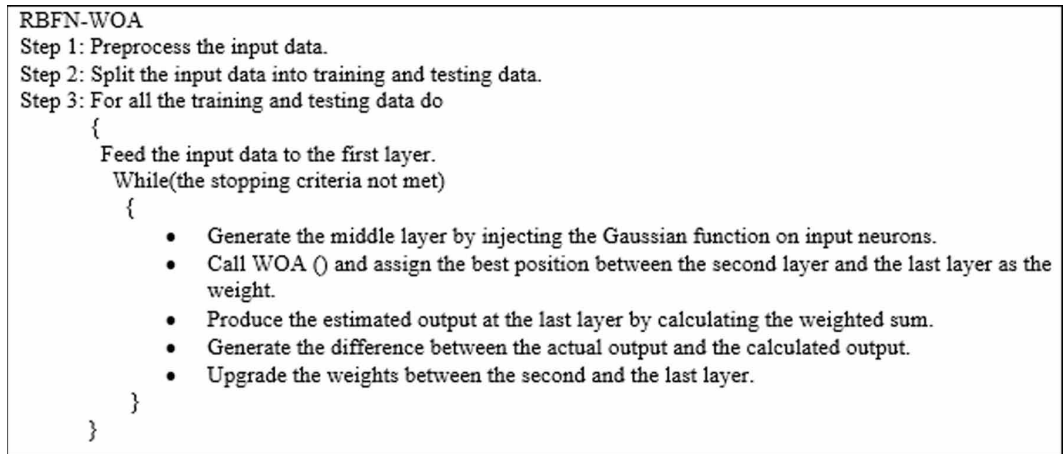 RBFN-WOA
Step 1: Preprocess the input data.
Step 2: Split the input data into training and testing data.
Step 3: For all the training and testing data do
{
Feed the input data to the first layer.
While(the stopping criteria not met)
{
• Generate the middle layer by injecting the Gaussian function on input neurons.
• Call WOA () and assign the best position between the second layer and the last layer as the
weight.
• Produce the estimated output at the last layer by calculating the weighted sum.
• Generate the difference between the actual output and the calculated output.
• Upgrade the weights between the second and the last layer.
}
}